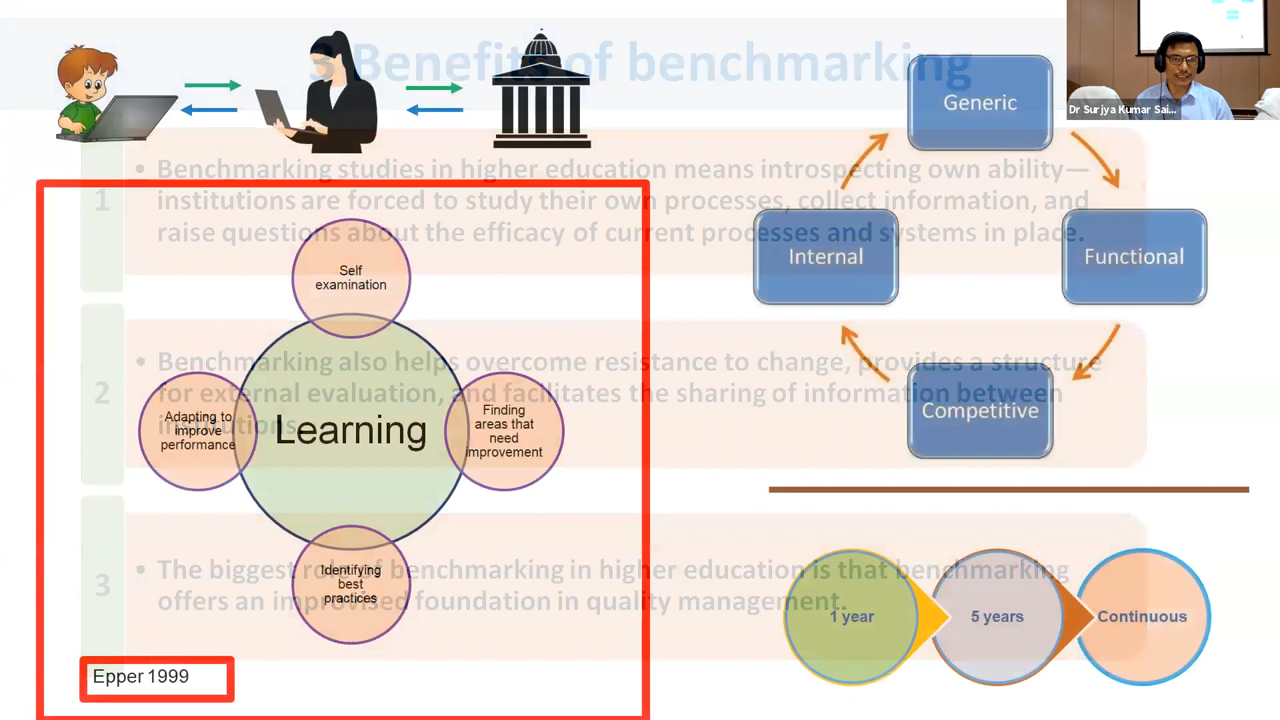 3 Benefits of benchmarking
Dr Surjya Kumar Sai...
1
• Benchmarking studies in higher education means introspecting own ability—
institutions are forced to study their own processes, collect information, and
raise questions about the efficacy of current processes and systems in place.
2
• Benchmarking also helps overcome resistance to change, provides a structure
for external evaluation, and facilitates the sharing of information between
institutions.
3
• The biggest role of benchmarking in higher education is that benchmarking
offers an improvised foundation in quality management.
Self
examination
Adapting to
improve
performance
Learning
Finding
areas that
need
improvement
Identifying
best
practices
Epper 1999
Generic
Internal
Functional
Competitive
1 year
5 years
Continuous